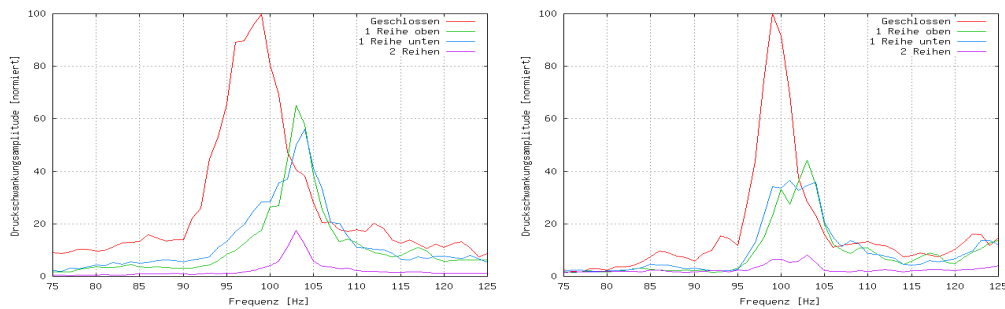 Druckschwankungsamplitude [normiert]
100
80
60
40
20
0
Geschlossen
1 Reihe oben
1 Reihe unten
2 Reihen
75 80 85 90 95 100 105 110 115 120 125
Frequenz [Hz]
Druckschwankungsamplitude [normiert]
100
80
60
40
20
0
Geschlossen
1 Reihe oben
1 Reihe unten
2 Reihen
75 80 85 90 95 100 105 110 115 120 125
Frequenz [Hz]